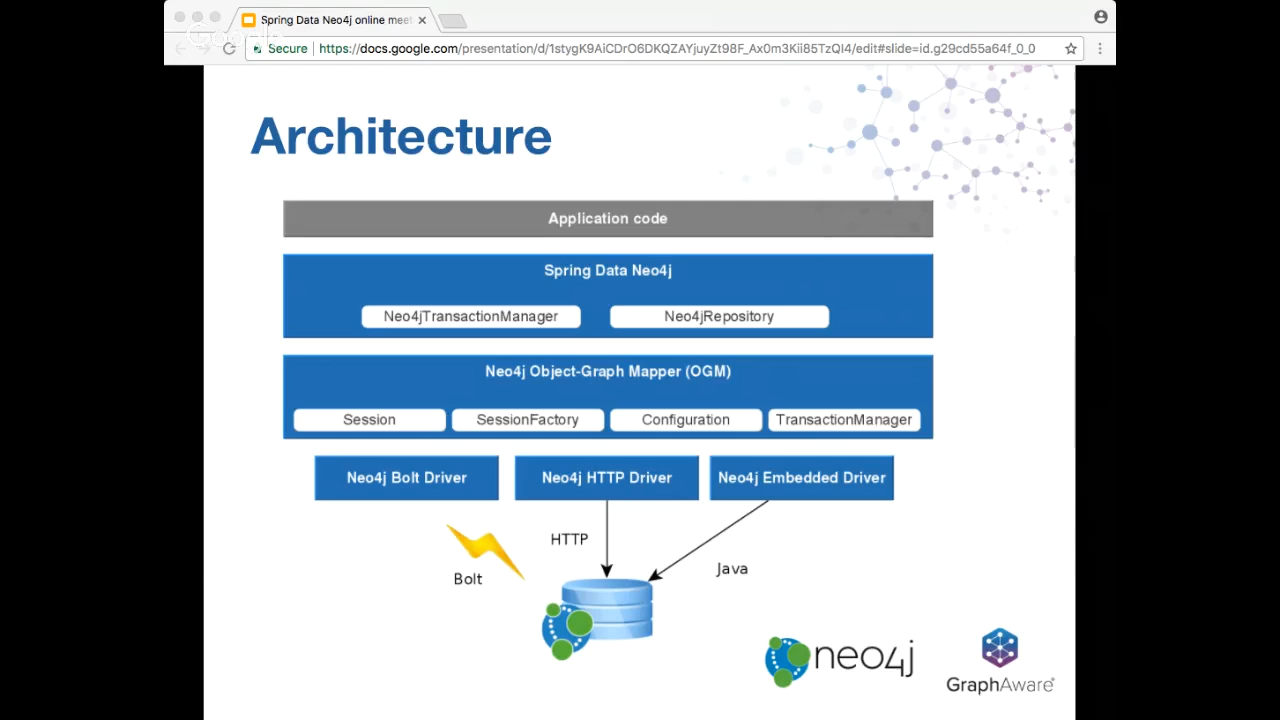 Spring Data Neo4j online meet
Google
Secure
https://docs.google.com/presentation/d/1stygK9AiCDrO6DKQZAYjuyZt98F_Ax0m3Kii85TzQI4/edit#slide=id.g29cd55a64f_0_0
Architecture
Application code
Spring Data Neo4j
Neo4jTransactionManager
Neo4jRepository
Neo4j Object-Graph Mapper (OGM)
Session
SessionFactory
Configuration
TransactionManager
Neo4j Bolt Driver
Neo4j HTTP Driver
Neo4j Embedded Driver
HTTP
Java
Bolt
neo4j
GraphAware